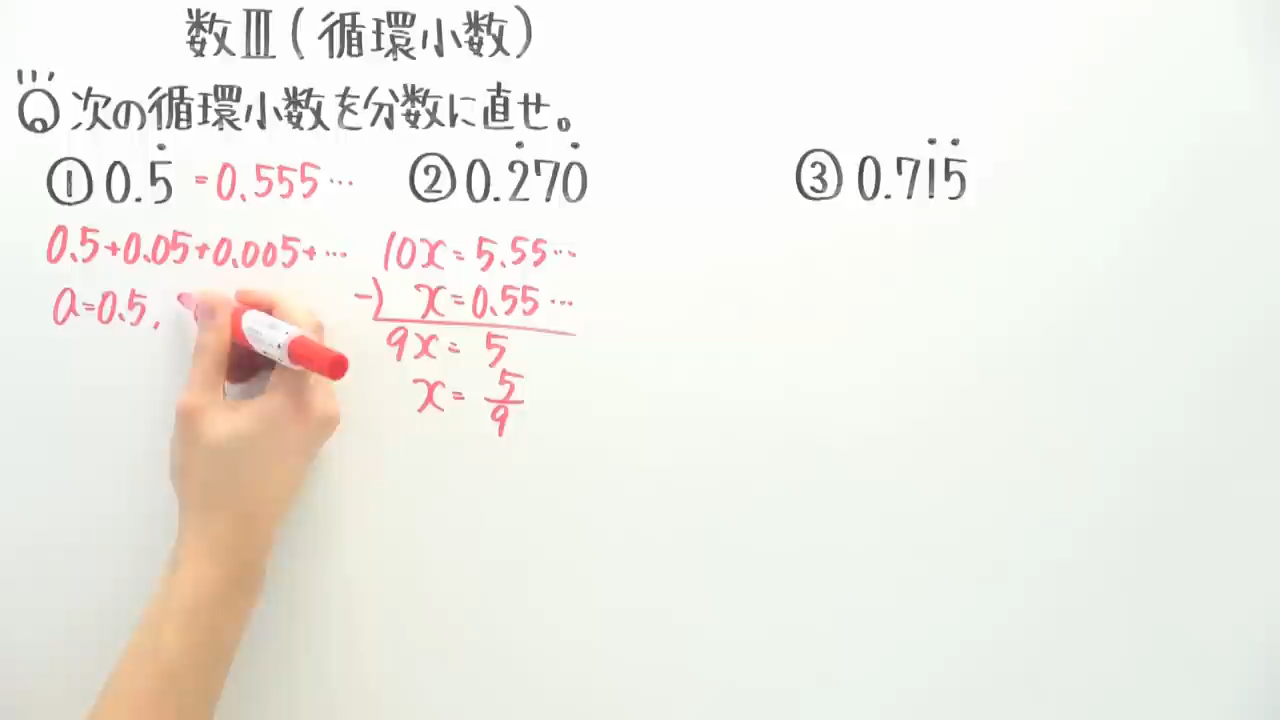 数Ⅲ(循環小数)
Q 次の循環小数を分数に直せ。
① 0.5̇ = 0.555…
0.5+0.05+0.005+…
a=0.5,
10x = 5.55…
-) x = 0.55…
9x = 5
x = 5/9
② 0.2̇70̇
③ 0.71̇5̇